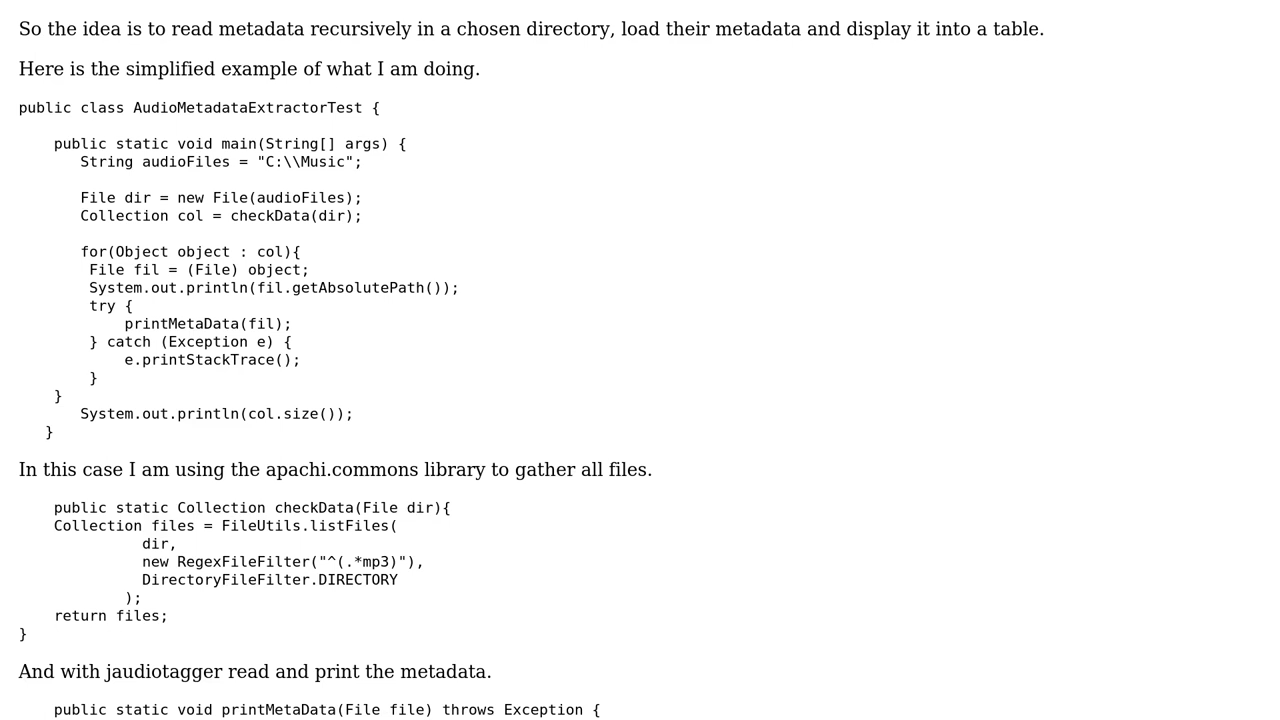 So the idea is to read metadata recursively in a chosen directory, load their metadata and display it into a table.
Here is the simplified example of what I am doing.
public class AudioMetadataExtractorTest {
    public static void main(String[] args) {
       String audioFiles = "C:\\Music";
       File dir = new File(audioFiles);
       Collection col = checkData(dir);
       for(Object object : col){
        File fil = (File) object;
        System.out.println(fil.getAbsolutePath());
        try {
            printMetaData(fil);
        } catch (Exception e) {
            e.printStackTrace();
        }
    }
       System.out.println(col.size());
   }
In this case I am using the apachi.commons library to gather all files.
    public static Collection checkData(File dir){
    Collection files = FileUtils.listFiles(
              dir,
              new RegexFileFilter("^(.*mp3)"),
              DirectoryFileFilter.DIRECTORY
            );
    return files;
}
And with jaudiotagger read and print the metadata.
    public static void printMetaData(File file) throws Exception {